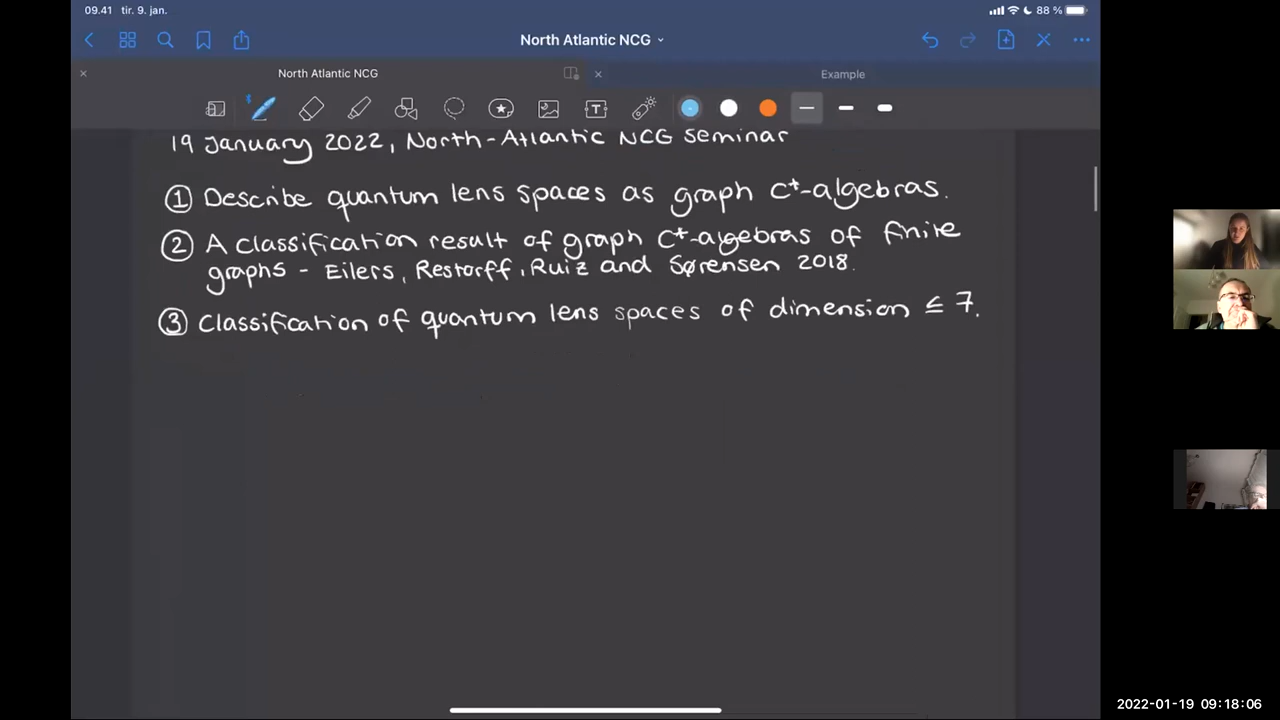 09.41 tir. 9. jan.
88 %
North Atlantic NCG
North Atlantic NCG
Example
19 January 2022, North-Atlantic NCG seminar
① Describe quantum lens spaces as graph C*-algebras.
② A classification result of graph C*-algebras of finite
graphs - Eilers, Restorff, Ruiz and Sørensen 2018.
③ Classification of quantum lens spaces of dimension ≤ 7.
2022-01-19 09:18:06